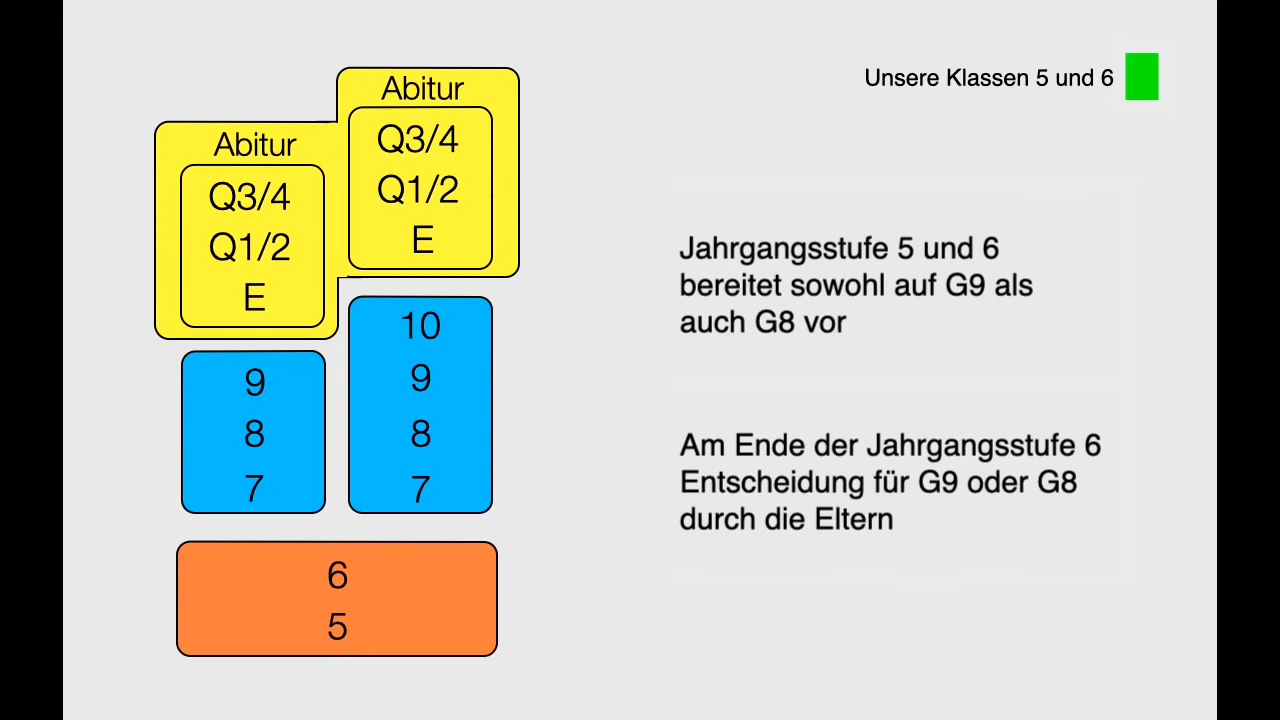 Unsere Klassen 5 und 6
Abitur
Q3/4
Q1/2
E
9
8
7
Abitur
Q3/4
Q1/2
E
10
9
8
7
6
5
Jahrgangsstufe 5 und 6
bereitet sowohl auf G9 als
auch G8 vor
Am Ende der Jahrgangsstufe 6
Entscheidung für G9 oder G8
durch die Eltern